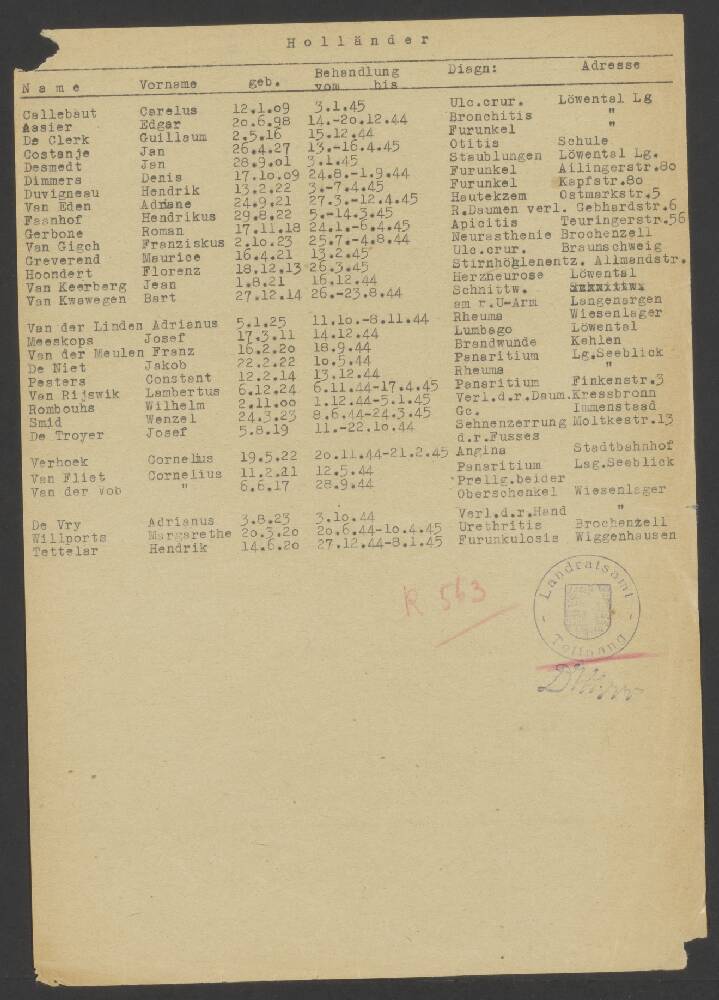 Holländer
Name Vorname geb. Behandlung vom bis Diagn: Adresse
Callebaut Carelus 12.1.09 3.1.45 Ulc.crur. Löwental Lg
Aasier Edgar 20.6.98 14.-20.12.44 Bronchitis "
De Clerk Guillaum 2.5.16 15.12.44 Furunkel "
Costanje Jan 26.4.27 13.-16.4.45 Otitis Schule
Desmedt Jan 28.9.01 3.1.45 Staublungen Löwental Lg.
Dimmers Denis 17.10.09 24.8.-1.9.44 Furunkel Ailingerstr.80
Duvigneau Hendrik 13.2.22 3.-7.4.45 Furunkel Kapfstr.80
Van Eden Adriane 24.9.21 27.3.-12.4.45 Hautekzem Ostmarkstr.5
Faanhof Hendrikus 29.8.22 5.-14.3.45 R.Daumen verl. Gebhardstr.6
Gerbone Roman 17.11.18 24.1.-6.4.45 Apicitis Teuringerstr.56
Van Gigch Franziskus 2.10.23 25.7.-4.8.44 Neurasthenie Brochenzell
Greverend Maurice 16.4.21 13.2.45 Ulc.crur. Braunschweig
Hoondert Florenz 18.12.13 26.3.45 Stirnhöglenentz. Allmandstr.
Van Keerberg Jean 1.8.21 16.12.44 Herzneurose Löwental
Van Kwawegen Bart 27.12.14 26.-23.8.44 Schnittw.
am r.U-Arm Langenargen
Van der Linden Adrianus 5.1.25 11.10.-8.11.44 Rheuma Wiesenlager
Meeskops Josef 17.3.11 14.12.44 Lumbago Löwental
Van der Meulen Franz 16.2.20 18.9.44 Brandwunde Kehlen
De Niet Jakob 22.2.22 10.5.44 Panaritium Lg.Seeblick
Pesters Constant 12.2.14 13.12.44 Rheuma "
Van Rijswik Lambertus 6.12.24 6.11.44-17.4.45 Panaritium Finkenstr.3
Rombouhs Wilhelm 2.11.00 1.12.44-5.1.45 Verl.d.r.Daum.Kressbronn
Smid Wenzel 24.3.23 8.6.44-24.3.45 Gc. Immenstaad
De Troyer Josef 5.8.19 11.-22.10.44 Sehnenzerrung Moltkestr.13
d.r.Fusses
Verhoek Cornelius 19.5.22 20.11.44-21.2.45 Angina Stadtbahnhof
Van Fliet Cornelius 11.2.21 12.5.44 Panaritium Lag.Seeblick
Van der Vob " 6.6.17 28.9.44 Prellg.beider
Oberschenkel Wiesenlager
De Vry Adrianus 3.8.23 3.10.44 Verl.d.r.Hand "
Willports Margarethe 20.3.20 20.6.44-10.4.45 Urethritis Brochenzell
Tettelar Hendrik 14.6.20 27.12.44-8.1.45 Furunkulosis Wiggenhausen
R 563
Landratsamt
Tettnang